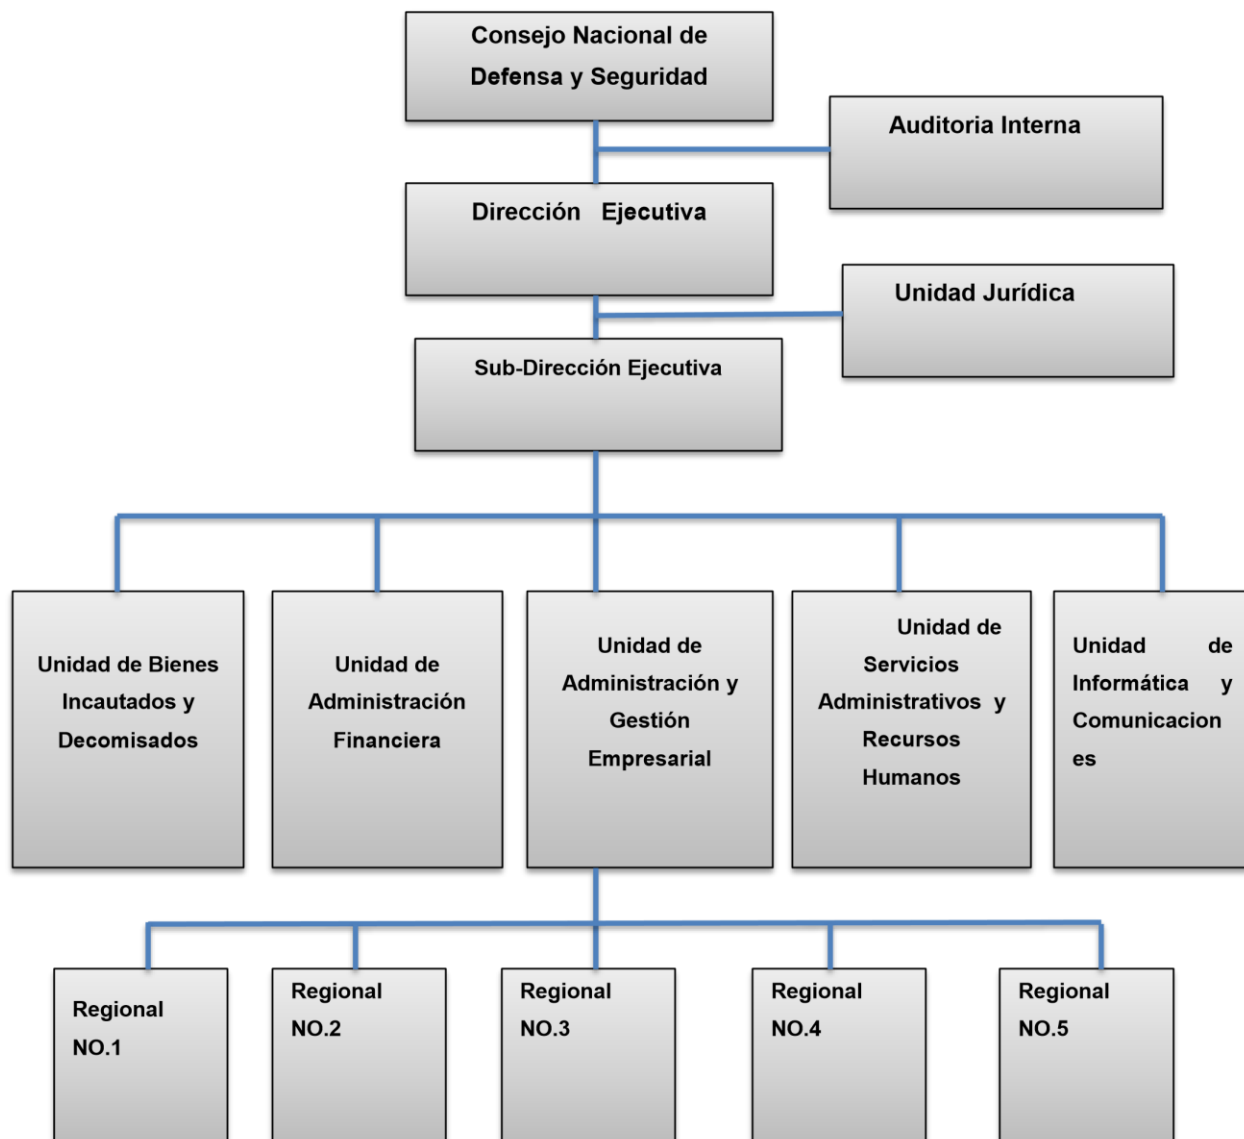 Consejo Nacional de
Defensa y Seguridad
Auditoria Interna
Dirección Ejecutiva
Unidad Jurídica
Sub-Dirección Ejecutiva
Unidad de Bienes
Incautados y
Decomisados
Unidad de
Administración
Financiera
Unidad de
Administración y
Gestión
Empresarial
Unidad de
Servicios
Administrativos y
Recursos
Humanos
Unidad de
Informática y
Comunicacion
es
Regional
NO.1
Regional
NO.2
Regional
NO.3
Regional
NO.4
Regional
NO.5